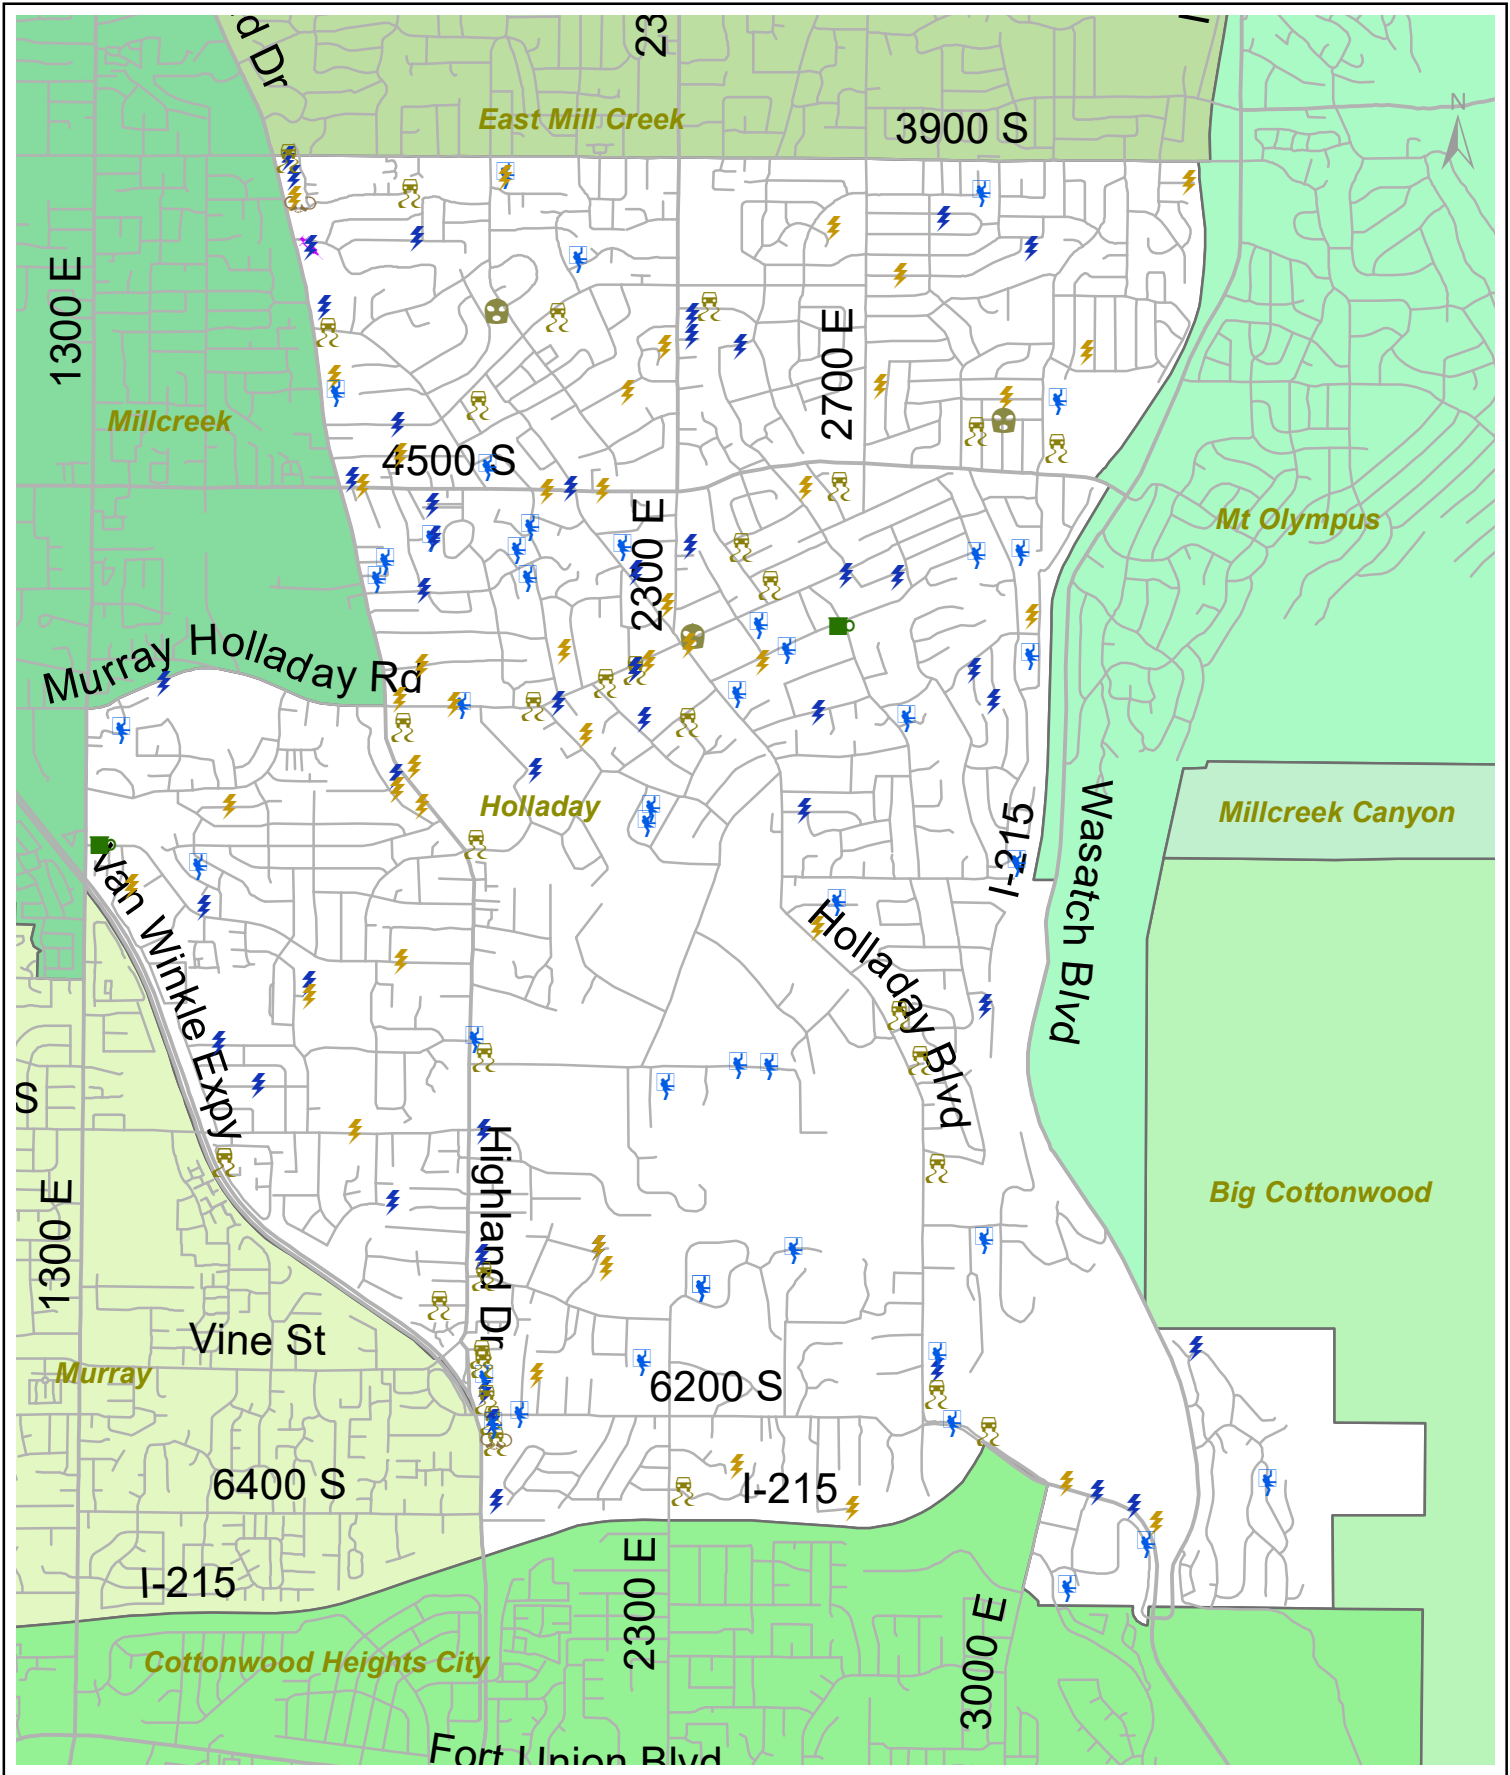 d Dr
23
East Mill Creek
3900 S
N
1300 E
2700 E
Millcreek
4500 S
Mt Olympus
2300 E
Murray Holladay Rd
Holladay
I-215
Wasatch Blvd
Millcreek Canyon
Van Winkle Expy
Holladay Blvd
S
Highland Dr
1300 E
Big Cottonwood
Vine St
Murray
6200 S
6400 S
I-215
I-215
2300 E
3000 E
Cottonwood Heights City
Fort Union Blvd